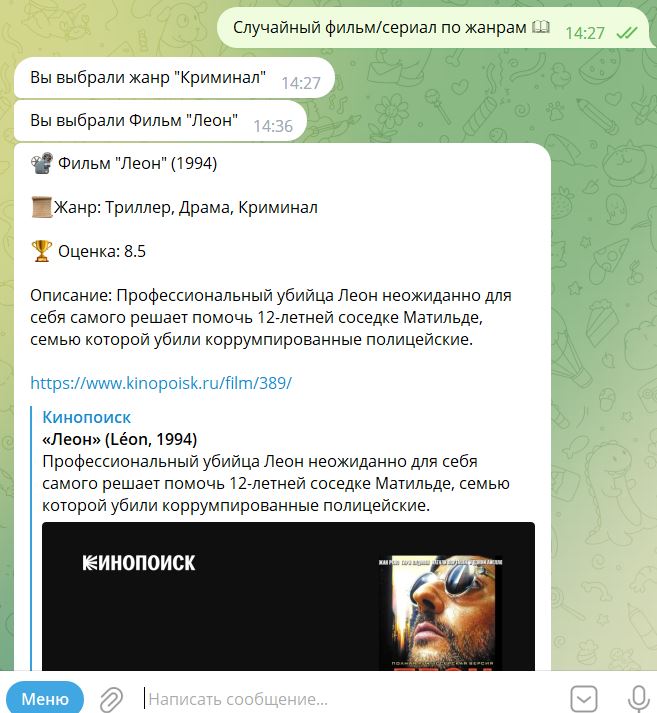 Случайный фильм/сериал по жанрам
14:27
Вы выбрали жанр "Криминал"
14:27
Вы выбрали Фильм "Леон"
14:36
Фильм "Леон" (1994)
Жанр: Триллер, Драма, Криминал
Оценка: 8.5
Описание: Профессиональный убийца Леон неожиданно для
себя самого решает помочь 12-летней соседке Матильде,
семью которой убили коррумпированные полицейские.
https://www.kinopoisk.ru/film/389/
Кинопоиск
«Леон» (Léon, 1994)
Профессиональный убийца Леон неожиданно для себя
самого решает помочь 12-летней соседке Матильде, семью
которой убили коррумпированные полицейские.
КИНОПОИСК
ПОЛНАЯ РЕЖИССЕРСКАЯ ВЕРСИЯ
ЛЕОН
Меню
Написать сообщение...